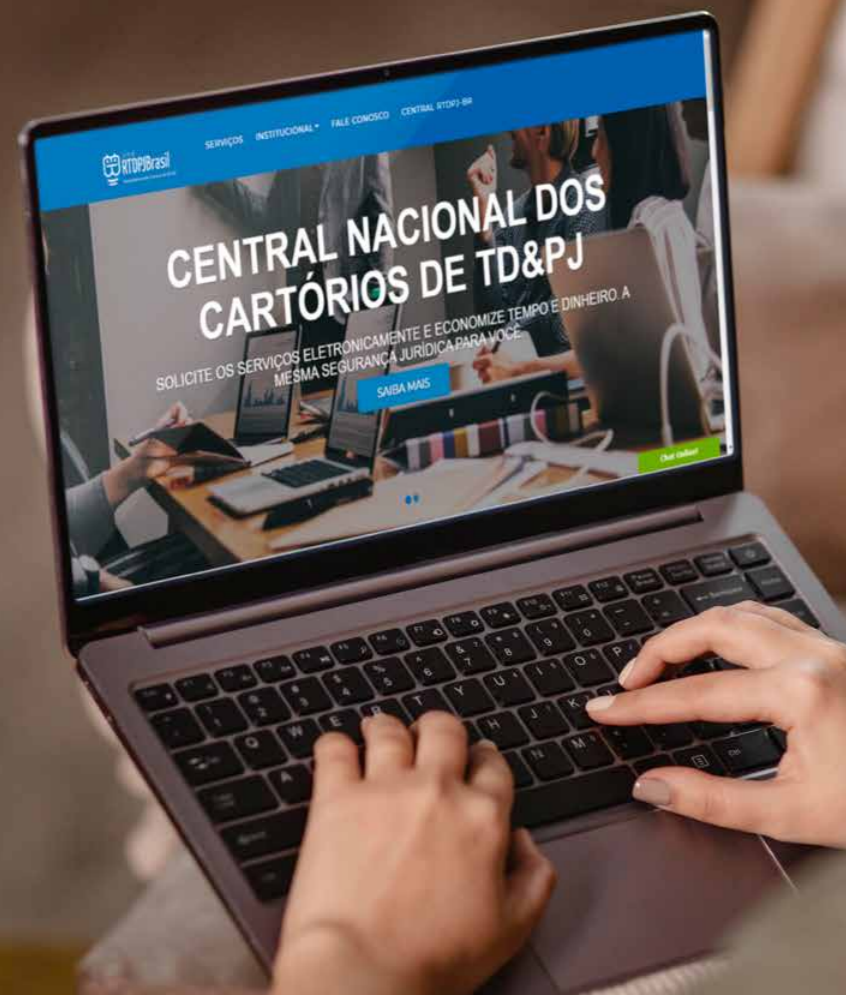 RTDPJBrasil
SERVIÇOS INSTITUCIONAL FALE CONOSCO CENTRAL RTDPJ-BR
CENTRAL NACIONAL DOS
CARTÓRIOS DE TD&PJ
SOLICITE OS SERVIÇOS ELETRONICAMENTE E ECONOMIZE TEMPO E DINHEIRO. A
MESMA SEGURANÇA JURÍDICA PARA VOCÊ.
SAIBA MAIS
Chat Online!